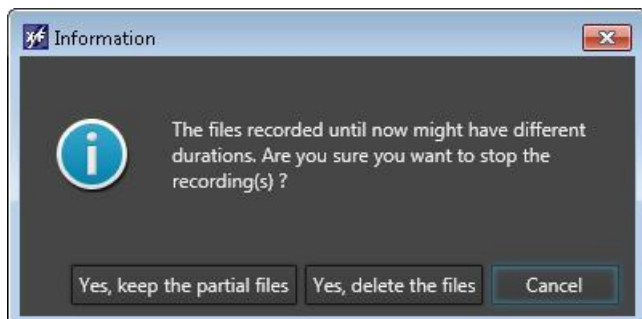 Information
The files recorded until now might have different
durations. Are you sure you want to stop the
recording(s) ?
Yes, keep the partial files Yes, delete the files Cancel